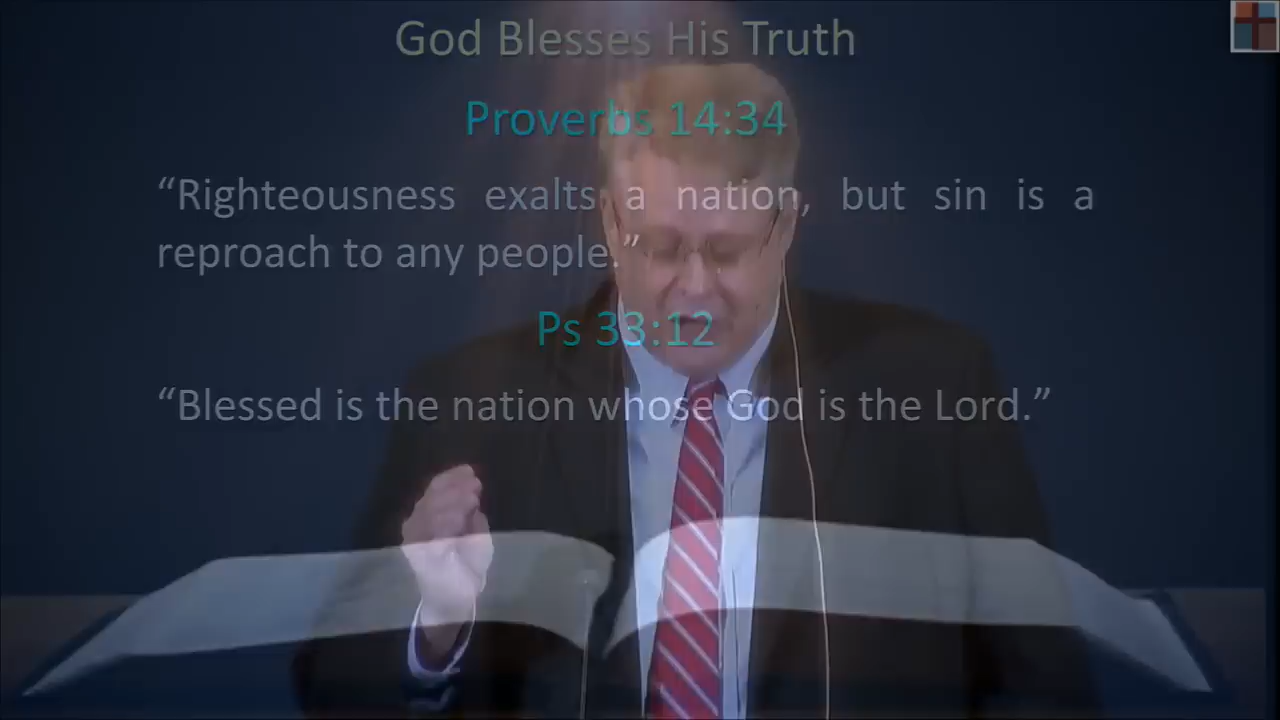 God Blesses His Truth
Proverbs 14:34
“Righteousness exalts a nation, but sin is a
reproach to any people.”
Ps 33:12
“Blessed is the nation whose God is the Lord.”